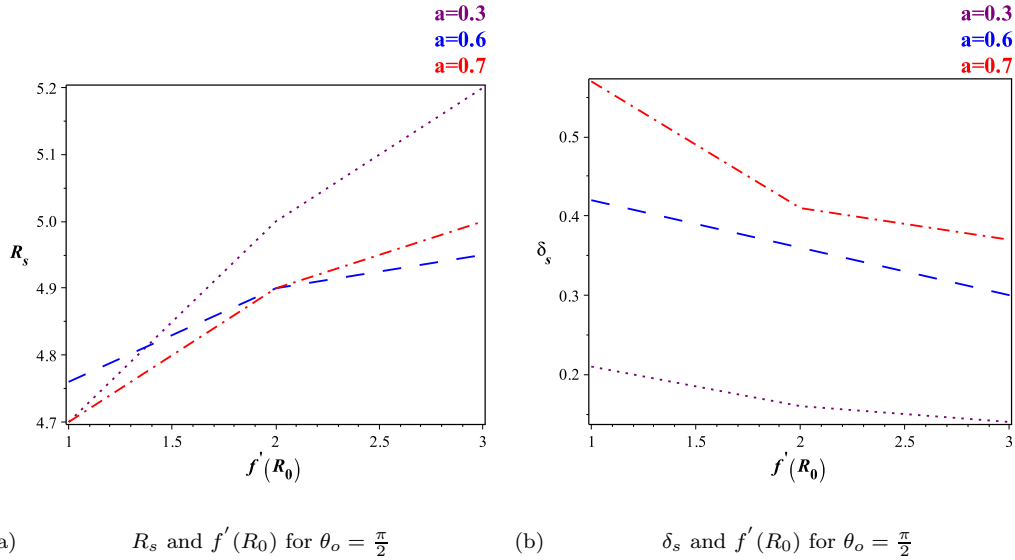 a=0.3
a=0.6
a=0.7
5.2
5.1
5.0
4.9
4.8
4.7
R_s
1
1.5
2
2.5
3
f'(R_0)
a=0.3
a=0.6
a=0.7
0.5
0.4
0.3
0.2
δ_s
1
1.5
2
2.5
3
f'(R_0)
a) R_s and f'(R_0) for θ_o = π/2
(b) δ_s and f'(R_0) for θ_o = π/2